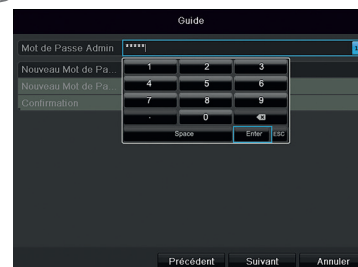 Guide
Mot de Passe Admin *****
Nouveau Mot de Pa...
Nouveau Mot de Pa...
Confirmation
1 2 3
4 5 6
7 8 9
. 0
Space Enter ESC
Précédent Suivant Annuler